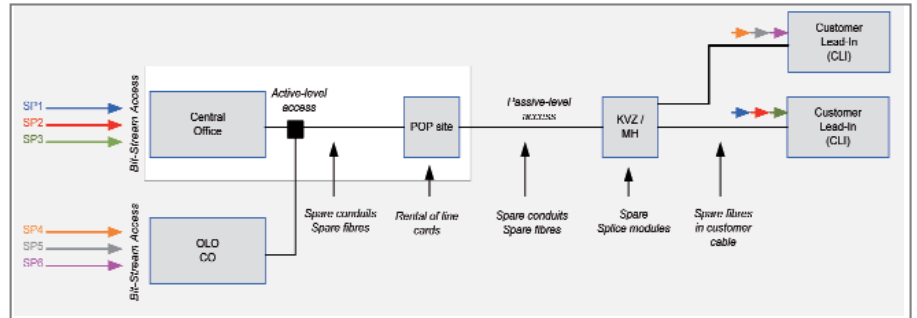 Customer
Lead-In
(CLI)
SP1
SP2
SP3
Bit-Stream Access
Central
Office
Active-level
access
POP site
Passive-level
access
KVZ /
MH
Customer
Lead-In
(CLI)
Spare conduits
Spare fibres
Rental of line
cards
Spare conduits
Spare fibres
Spare
Splice modules
Spare fibres
in customer
cable
SP4
SP5
SP6
Bit-Stream Access
OLO
CO